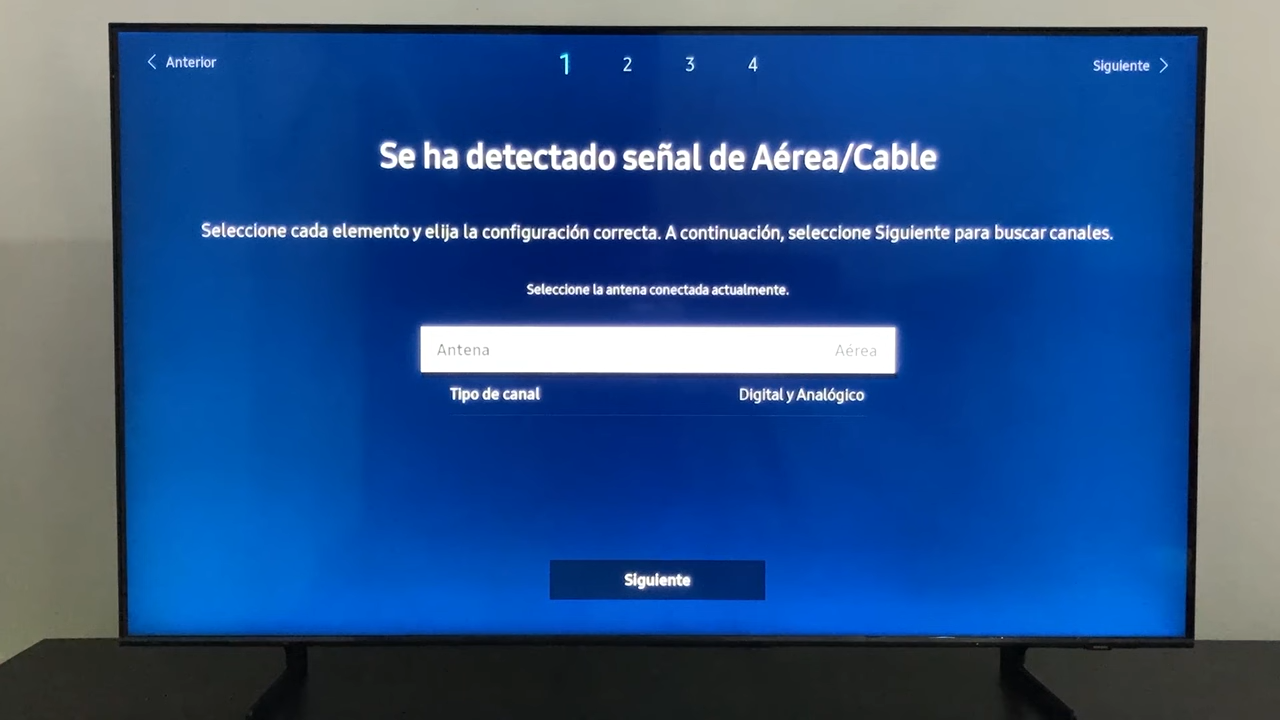 Anterior
1 2 3 4
Siguiente
Se ha detectado señal de Aérea/Cable
Seleccione cada elemento y elija la configuración correcta. A continuación, seleccione Siguiente para buscar canales.
Seleccione la antena conectada actualmente.
Antena Aérea
Tipo de canal Digital y Analógico
Siguiente